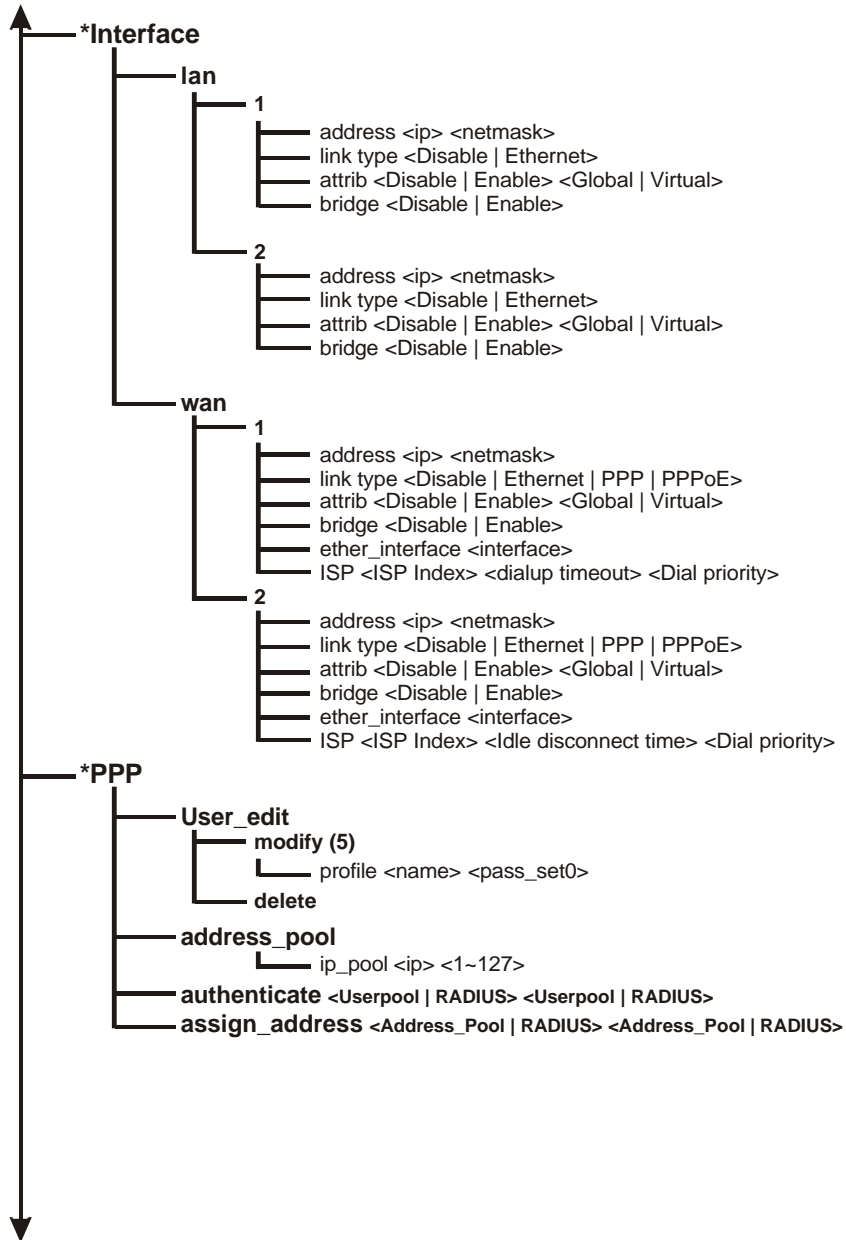 *Interface
lan
1
address <ip> <netmask>
link type <Disable | Ethernet>
attrib <Disable | Enable> <Global | Virtual>
bridge <Disable | Enable>
2
address <ip> <netmask>
link type <Disable | Ethernet>
attrib <Disable | Enable> <Global | Virtual>
bridge <Disable | Enable>
wan
1
address <ip> <netmask>
link type <Disable | Ethernet | PPP | PPPoE>
attrib <Disable | Enable> <Global | Virtual>
bridge <Disable | Enable>
ether_interface <interface>
ISP <ISP Index> <dialup timeout> <Dial priority>
2
address <ip> <netmask>
link type <Disable | Ethernet | PPP | PPPoE>
attrib <Disable | Enable> <Global | Virtual>
bridge <Disable | Enable>
ether_interface <interface>
ISP <ISP Index> <Idle disconnect time> <Dial priority>
*PPP
User_edit
modify (5)
profile <name> <pass_set0>
delete
address_pool
ip_pool <ip> <1~127>
authenticate <Userpool | RADIUS> <Userpool | RADIUS>
assign_address <Address_Pool | RADIUS> <Address_Pool | RADIUS>